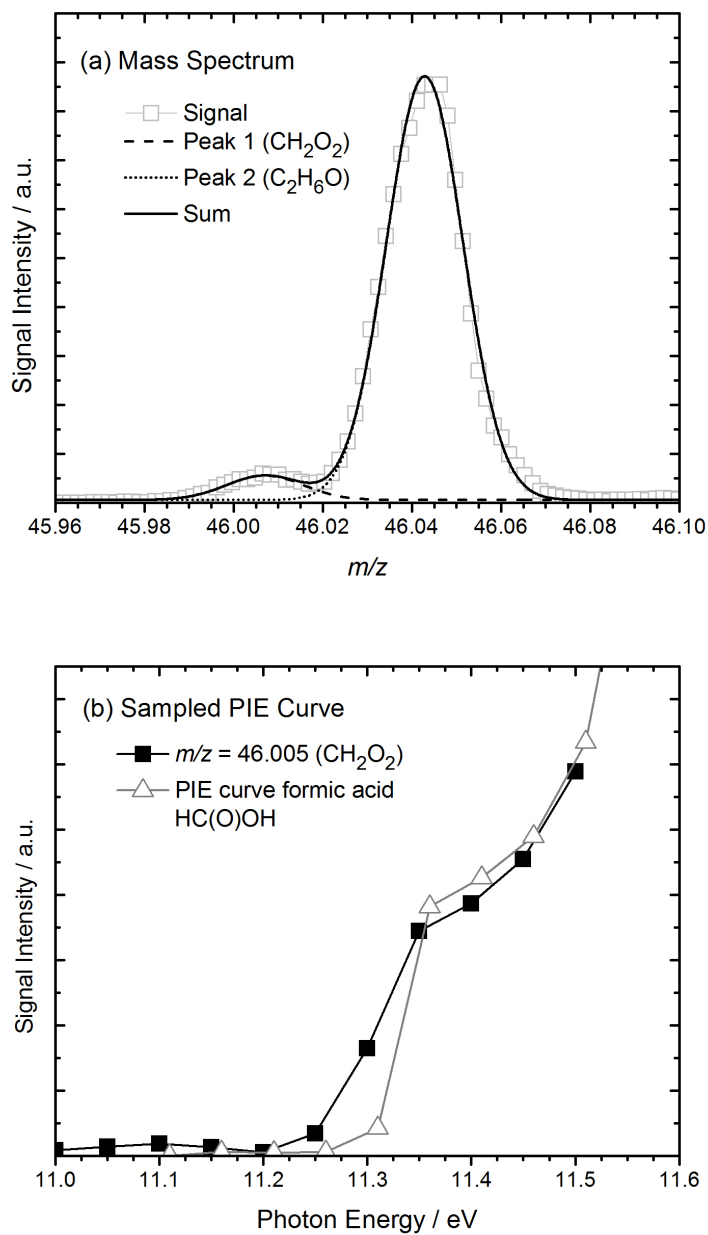 (a) Mass Spectrum
Signal
Peak 1 (CH2O2)
Peak 2 (C2H6O)
Sum
Signal Intensity / a.u.
45.96 45.98 46.00 46.02 46.04 46.06 46.08 46.10
m/z
(b) Sampled PIE Curve
m/z = 46.005 (CH2O2)
PIE curve formic acid
HC(O)OH
Signal Intensity / a.u.
11.0 11.1 11.2 11.3 11.4 11.5 11.6
Photon Energy / eV